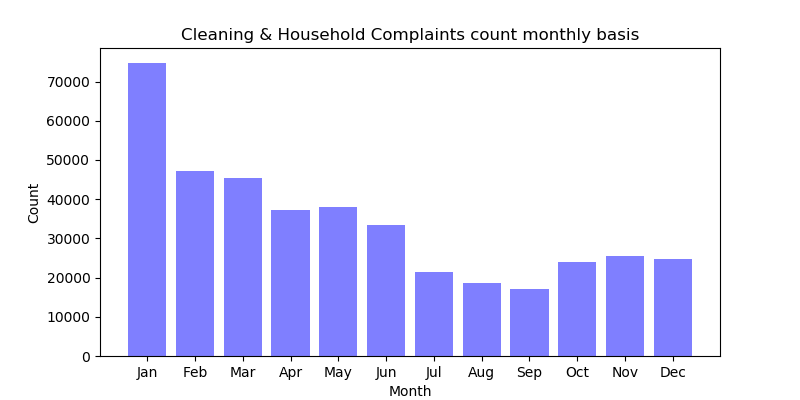 Cleaning & Household Complaints count monthly basis
70000
60000
50000
40000
30000
20000
10000
0
Count
Jan Feb Mar Apr May Jun Jul Aug Sep Oct Nov Dec
Month